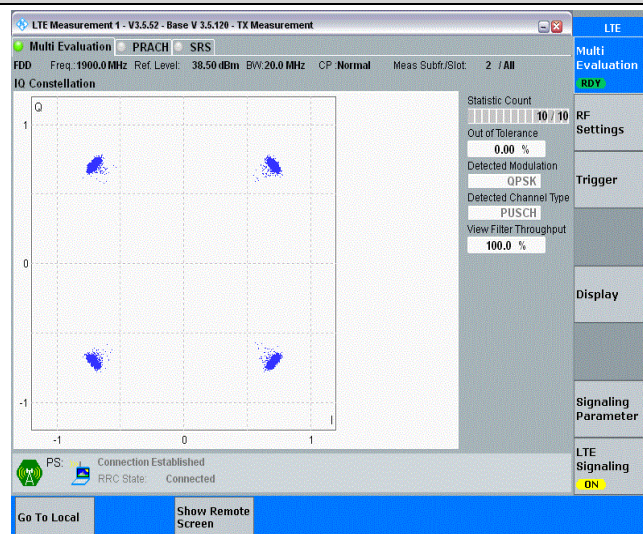 LTE Measurement 1 - V3.5.52 - Base V 3.5.120 - TX Measurement
LTE
Multi Evaluation PRACH SRS
FDD Freq.:1900.0 MHz Ref. Level: 38.50 dBm BW:20.0 MHz CP :Normal Meas Subfr./Slot: 2 / All
IQ Constellation
Q
1
0
-1
-1 0 1
I
Statistic Count
10 / 10
Out of Tolerance
0.00 %
Detected Modulation
QPSK
Detected Channel Type
PUSCH
View Filter Throughput
100.0 %
Multi
Evaluation
RDY
RF
Settings
Trigger
Display
Signaling
Parameter
LTE
Signaling
ON
PS: Connection Established
RRC State: Connected
Go To Local
Show Remote
Screen